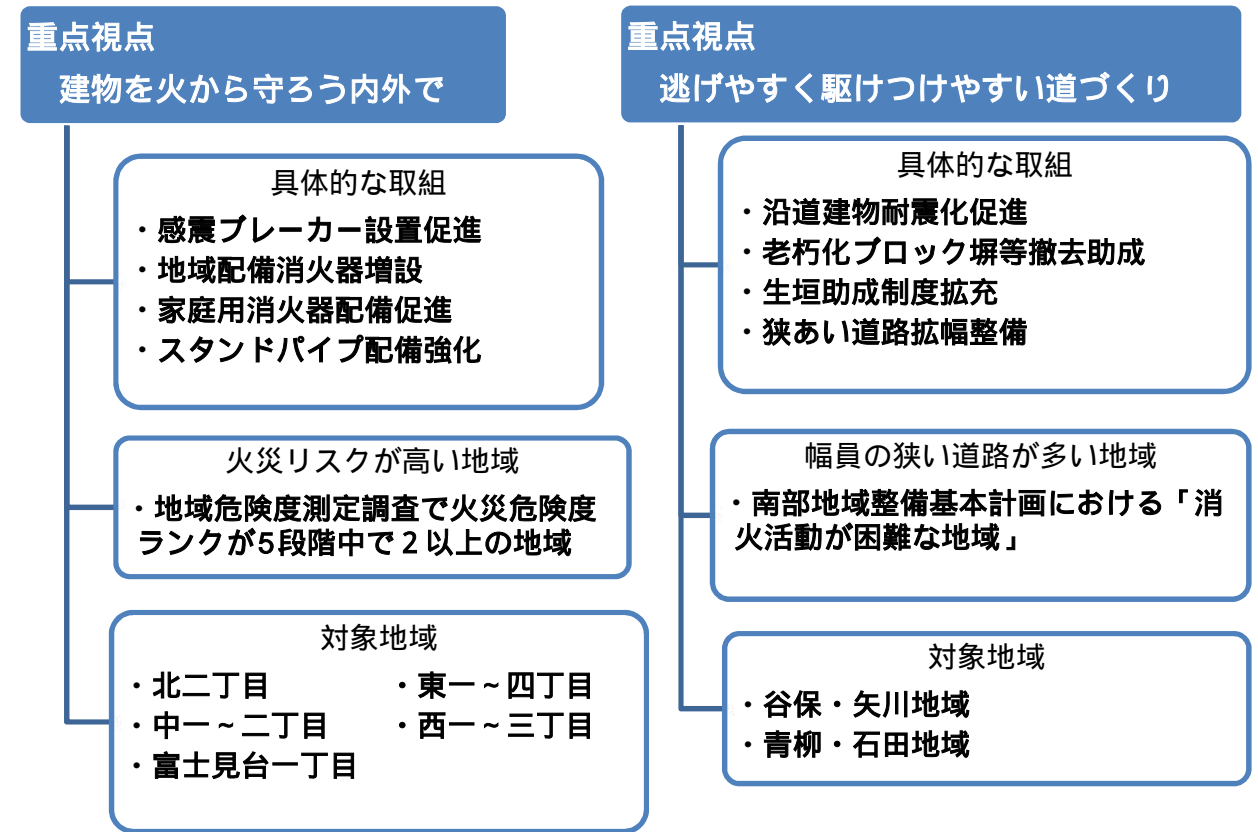 重点視点
建物を火から守ろう内外で
具体的な取組
・感震ブレーカー設置促進
・地域配備消火器増設
・家庭用消火器配備促進
・スタンドパイプ配備強化
火災リスクが高い地域
・地域危険度測定調査で火災危険度
ランクが5段階中で２以上の地域
対象地域
・北二丁目　・東一～四丁目
・中一～二丁目　・西一～三丁目
・富士見台一丁目
重点視点
逃げやすく駆けつけやすい道づくり
具体的な取組
・沿道建物耐震化促進
・老朽化ブロック塀等撤去助成
・生垣助成制度拡充
・狭あい道路拡幅整備
幅員の狭い道路が多い地域
・南部地域整備基本計画における「消
火活動が困難な地域」
対象地域
・谷保・矢川地域
・青柳・石田地域